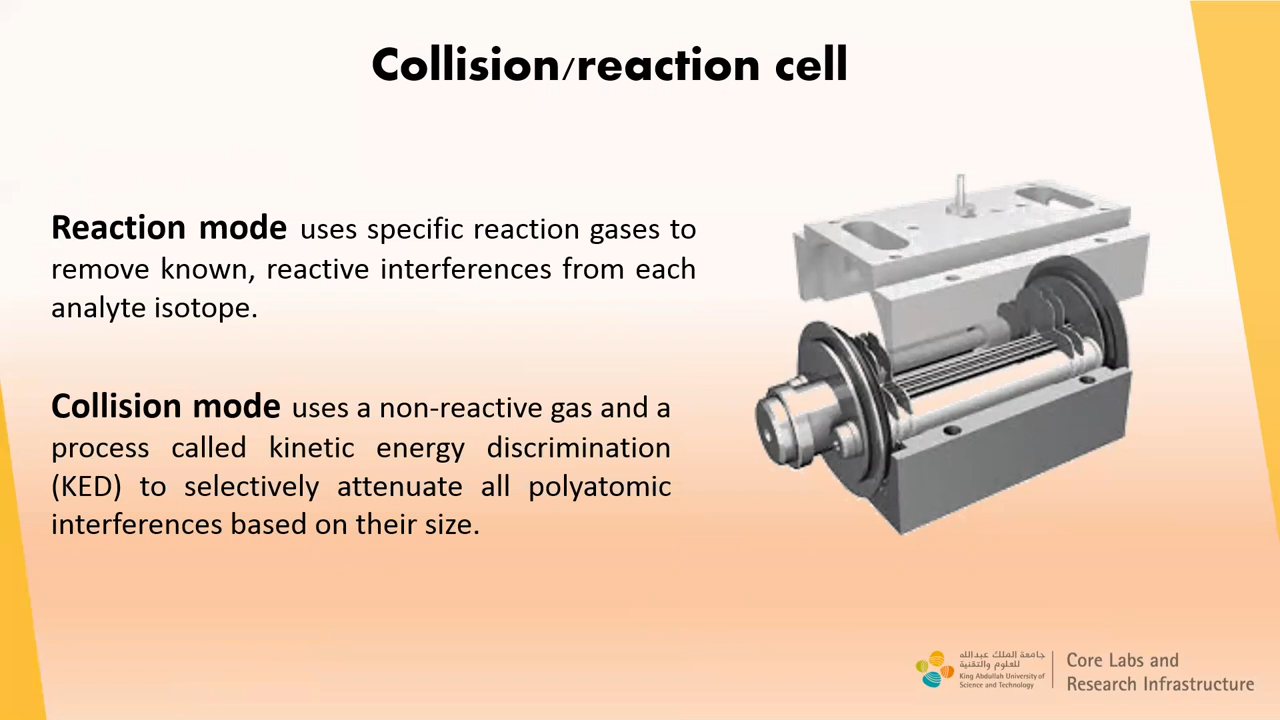 Collision/reaction cell
Reaction mode uses specific reaction gases to
remove known, reactive interferences from each
analyte isotope.
Collision mode uses a non-reactive gas and a
process called kinetic energy discrimination
(KED) to selectively attenuate all polyatomic
interferences based on their size.
جامعة الملك عبدالله
للعلوم والتقنية
King Abdullah University of
Science and Technology
Core Labs and
Research Infrastructure